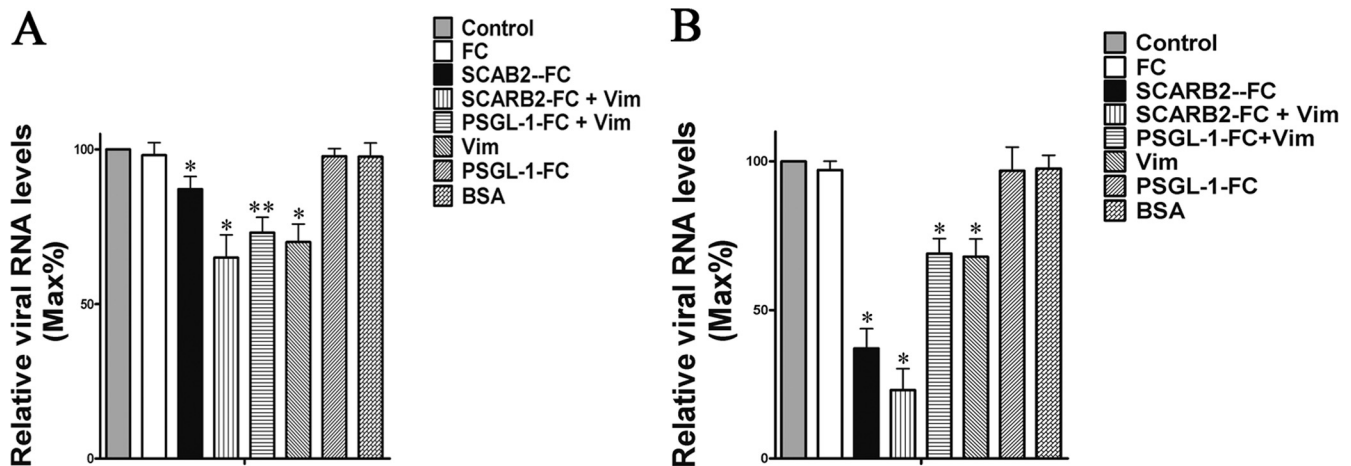 A
Relative viral RNA levels
(Max%)
100
50
0
*
*
**
*
Control
FC
SCAB2--FC
SCARB2-FC + Vim
PSGL-1-FC + Vim
Vim
PSGL-1-FC
BSA
B
Relative viral RNA levels
(Max%)
100
50
0
*
*
*
*
Control
FC
SCARB2--FC
SCARB2-FC + Vim
PSGL-1-FC+Vim
Vim
PSGL-1-FC
BSA